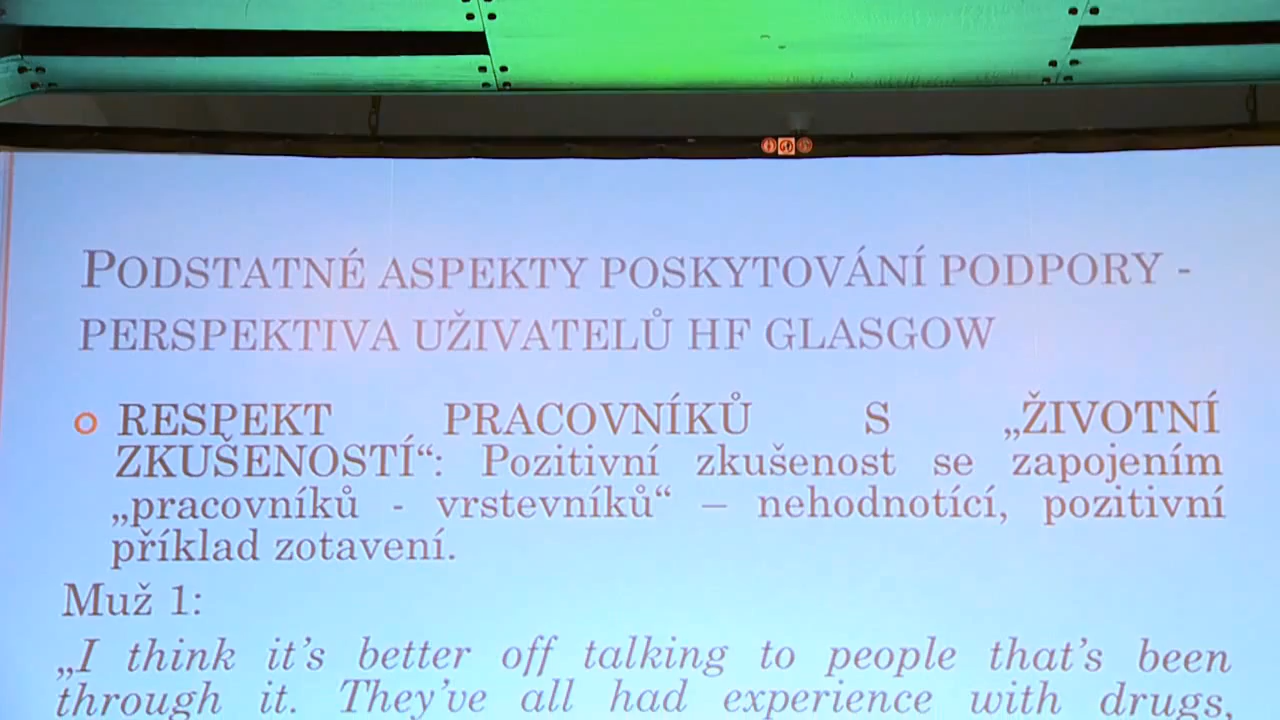 PODSTATNÉ ASPEKTY POSKYTOVÁNÍ PODPORY -
PERSPEKTIVA UŽIVATELŮ HF GLASGOW
RESPEKT PRACOVNÍKŮ S „ŽIVOTNÍ
ZKUŠENOSTÍ“: Pozitivní zkušenost se zapojením
„pracovníků - vrstevníků“ – nehodnotící, pozitivní
příklad zotavení.
Muž 1:
„I think it’s better off talking to people that’s been
through it. They’ve all had experience with drugs,